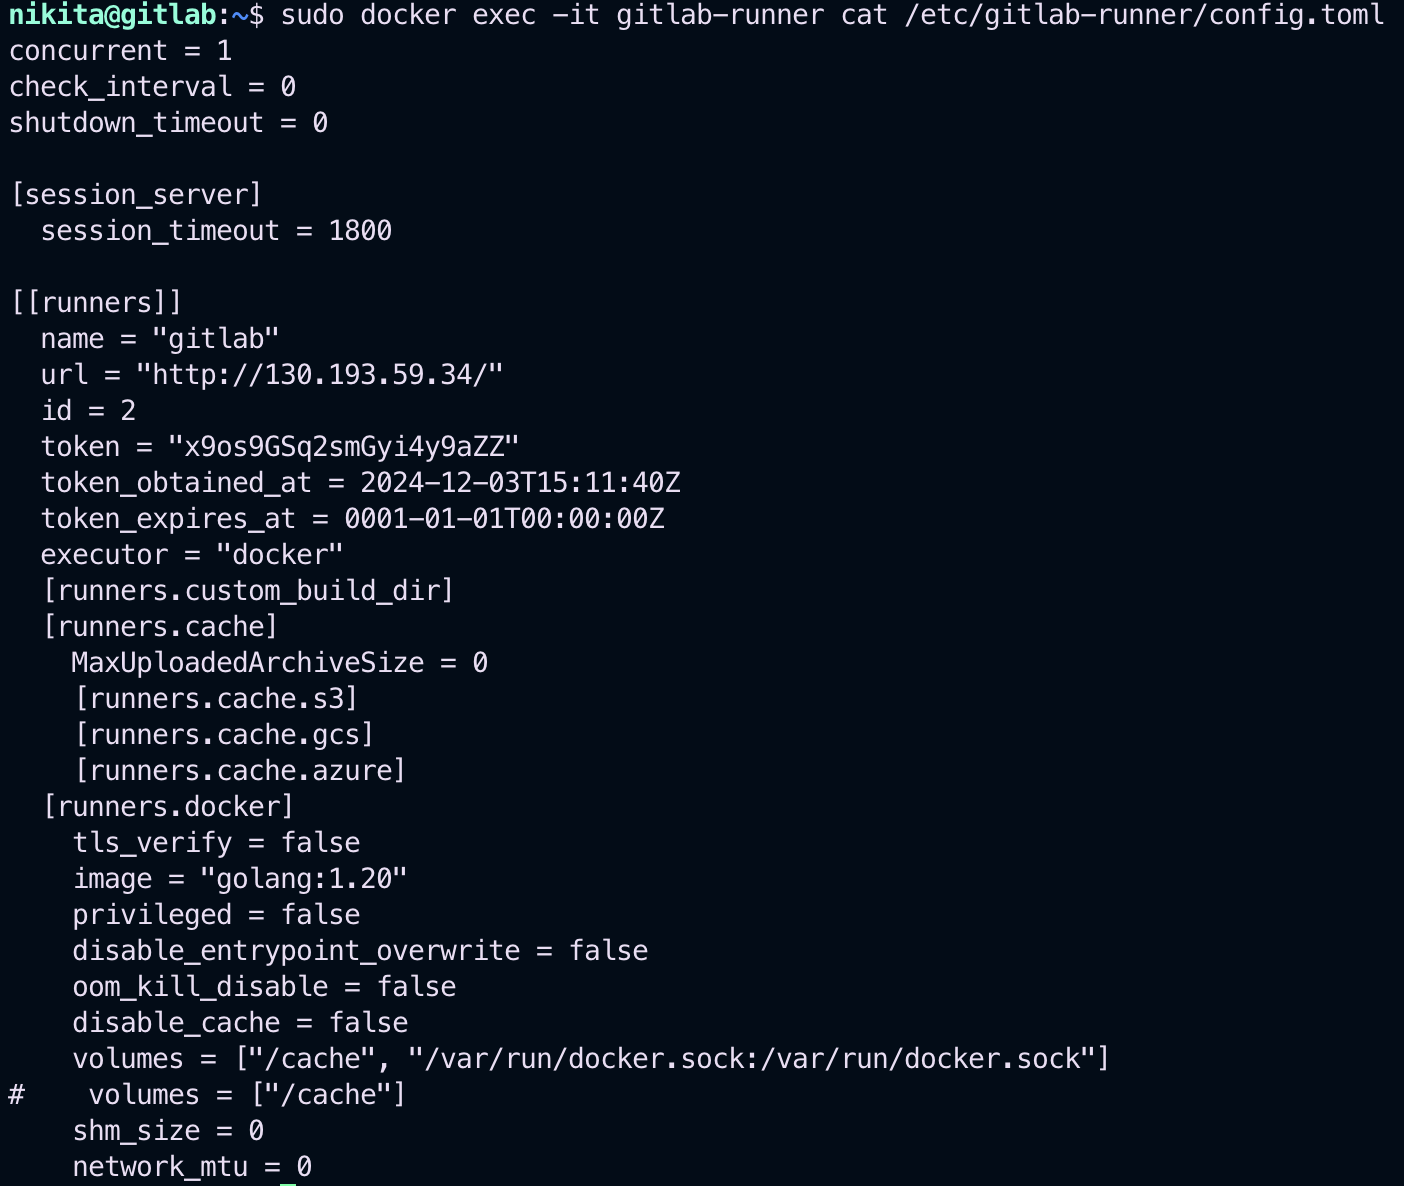 nikita@gitlab:~$ sudo docker exec -it gitlab-runner cat /etc/gitlab-runner/config.toml
concurrent = 1
check_interval = 0
shutdown_timeout = 0

[session_server]
  session_timeout = 1800

[[runners]]
  name = "gitlab"
  url = "http://130.193.59.34/"
  id = 2
  token = "x9os9GSq2smGyi4y9aZZ"
  token_obtained_at = 2024-12-03T15:11:40Z
  token_expires_at = 0001-01-01T00:00:00Z
  executor = "docker"
  [runners.custom_build_dir]
  [runners.cache]
    MaxUploadedArchiveSize = 0
    [runners.cache.s3]
    [runners.cache.gcs]
    [runners.cache.azure]
  [runners.docker]
    tls_verify = false
    image = "golang:1.20"
    privileged = false
    disable_entrypoint_overwrite = false
    oom_kill_disable = false
    disable_cache = false
    volumes = ["/cache", "/var/run/docker.sock:/var/run/docker.sock"]
#    volumes = ["/cache"]
    shm_size = 0
    network_mtu = 0